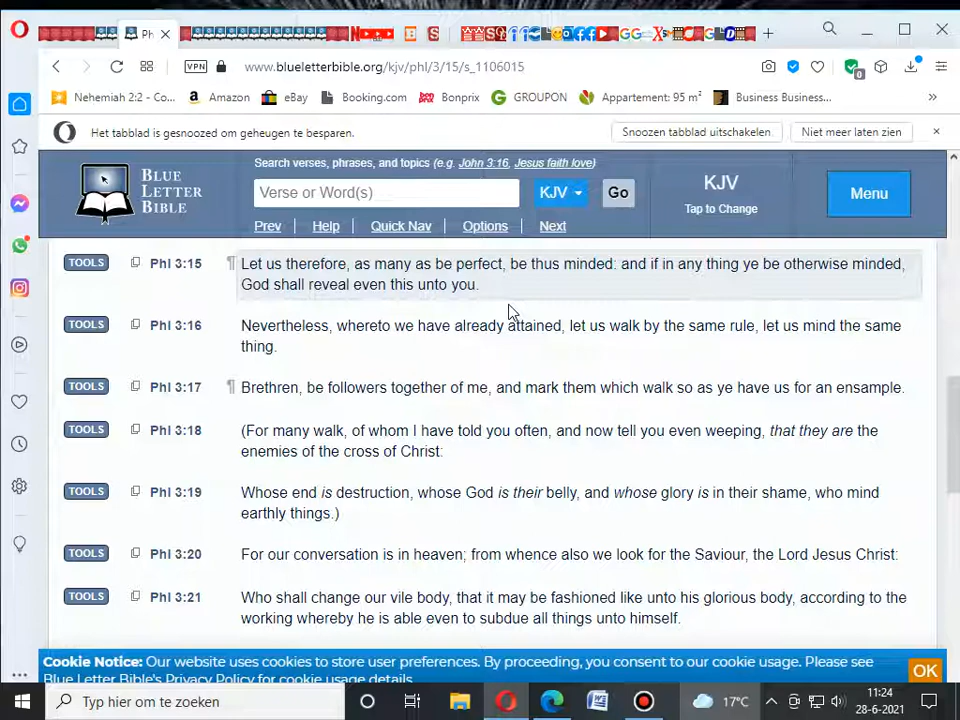 Ph
www.blueletterbible.org/kjv/phl/3/15/s_1106015
VPN
0
Nehemiah 2:2 - Co...
Amazon
eBay
Booking.com
Bonprix
GROUPON
Appartement: 95 m²
Business Business...
Het tabblad is gesnoozed om geheugen te besparen.
Snoozen tabblad uitschakelen
Niet meer laten zien
BLUE
LETTER
BIBLE
Search verses, phrases, and topics (e.g. John 3:16, Jesus faith love)
Verse or Word(s)
KJV
Go
Prev | Help | Quick Nav | Options | Next
KJV
Tap to Change
Menu
TOOLS Phl 3:15 ¶ Let us therefore, as many as be perfect, be thus minded: and if in any thing ye be otherwise minded,
God shall reveal even this unto you.
TOOLS Phl 3:16 Nevertheless, whereto we have already attained, let us walk by the same rule, let us mind the same
thing.
TOOLS Phl 3:17 ¶ Brethren, be followers together of me, and mark them which walk so as ye have us for an ensample.
TOOLS Phl 3:18 (For many walk, of whom I have told you often, and now tell you even weeping, that they are the
enemies of the cross of Christ:
TOOLS Phl 3:19 Whose end is destruction, whose God is their belly, and whose glory is in their shame, who mind
earthly things.)
TOOLS Phl 3:20 For our conversation is in heaven; from whence also we look for the Saviour, the Lord Jesus Christ:
TOOLS Phl 3:21 Who shall change our vile body, that it may be fashioned like unto his glorious body, according to the
working whereby he is able even to subdue all things unto himself.
Cookie Notice: Our website uses cookies to store user preferences. By proceeding, you consent to our cookie usage. Please see
Blue Letter Bible's Privacy Policy for cookie usage details.
OK
Typ hier om te zoeken
17°C
11:24
28-6-2021